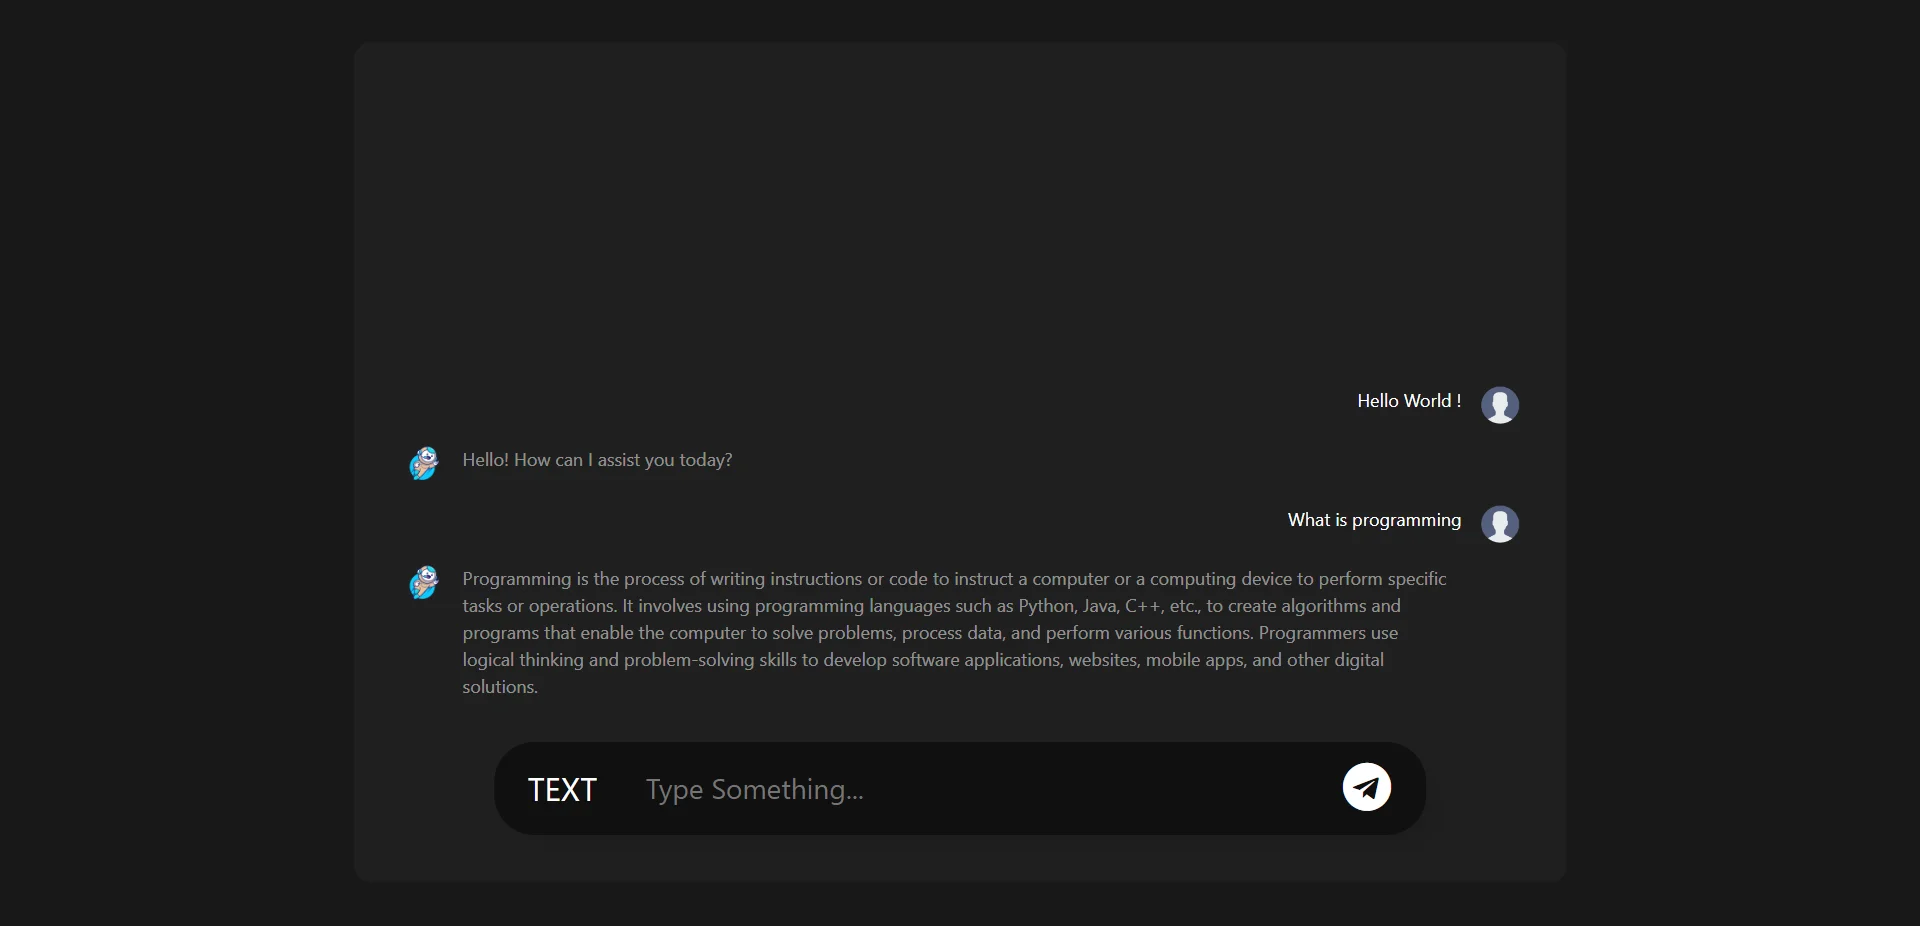 Hello World !
Hello! How can I assist you today?
What is programming
Programming is the process of writing instructions or code to instruct a computer or a computing device to perform specific
tasks or operations. It involves using programming languages such as Python, Java, C++, etc., to create algorithms and
programs that enable the computer to solve problems, process data, and perform various functions. Programmers use
logical thinking and problem-solving skills to develop software applications, websites, mobile apps, and other digital
solutions.
TEXT Type Something...